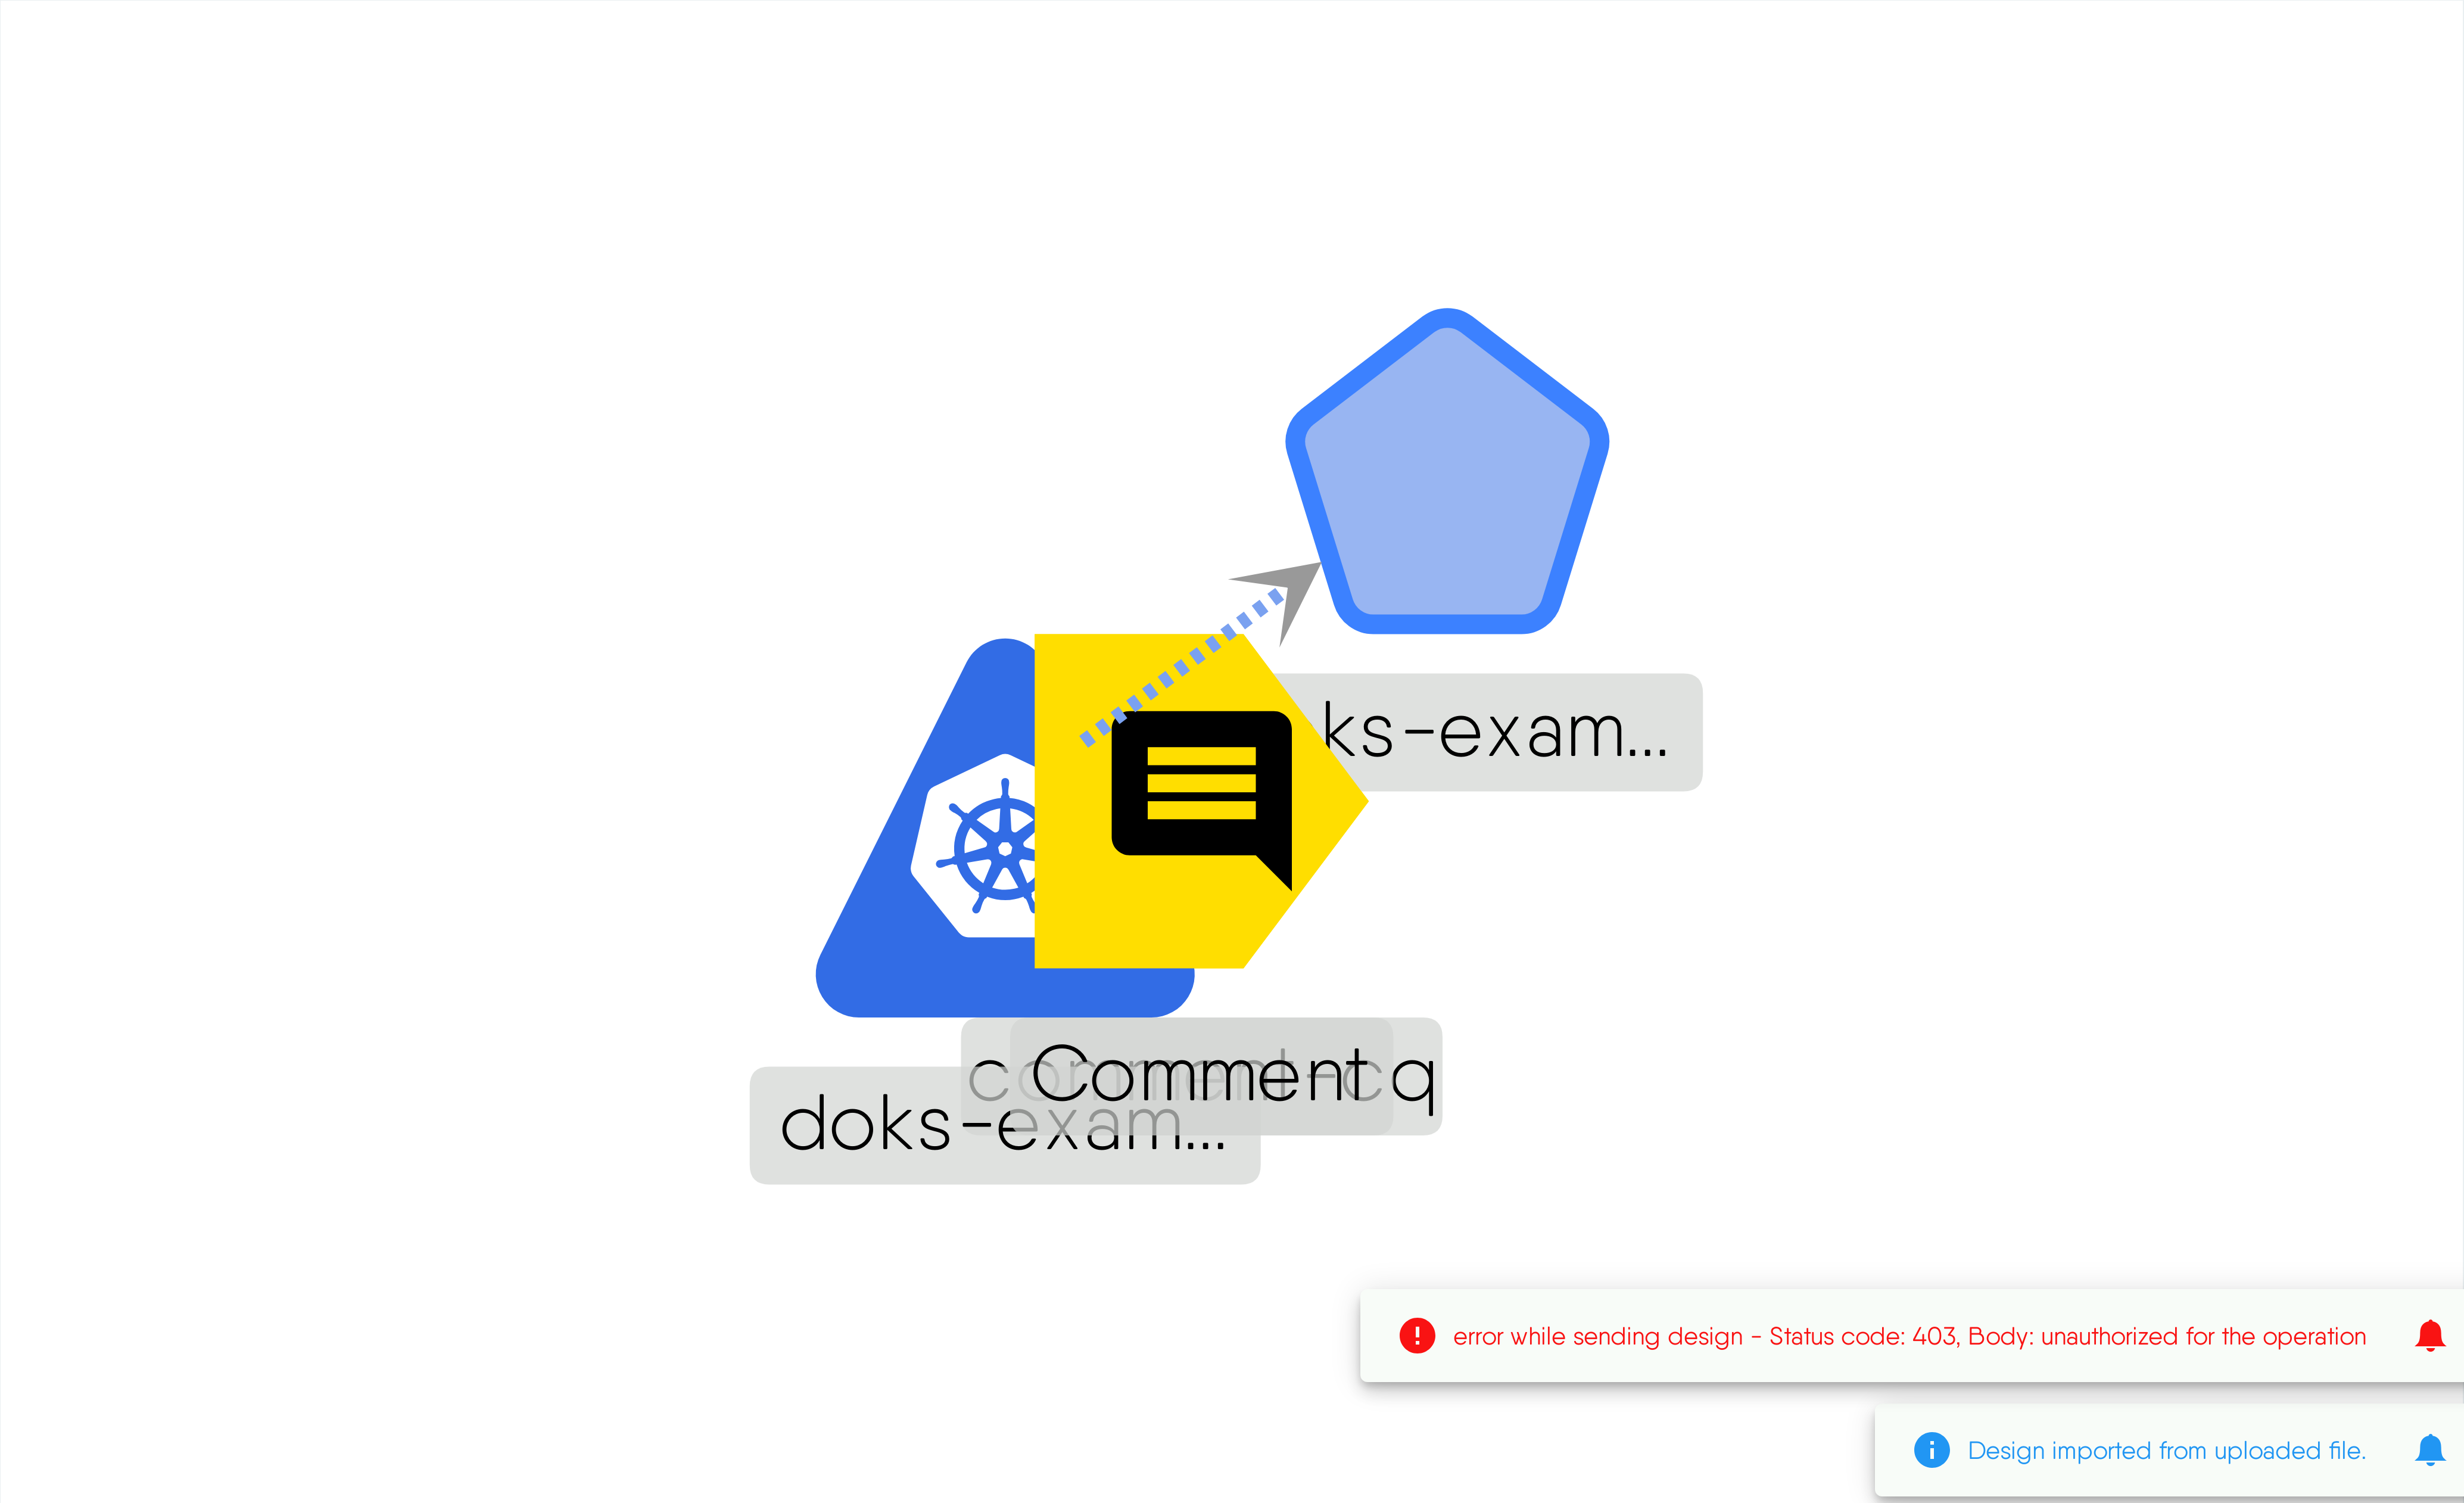 ks-exam...
Comment
doks-exam...
error while sending design - Status code: 403, Body: unauthorized for the operation
Design imported from uploaded file.